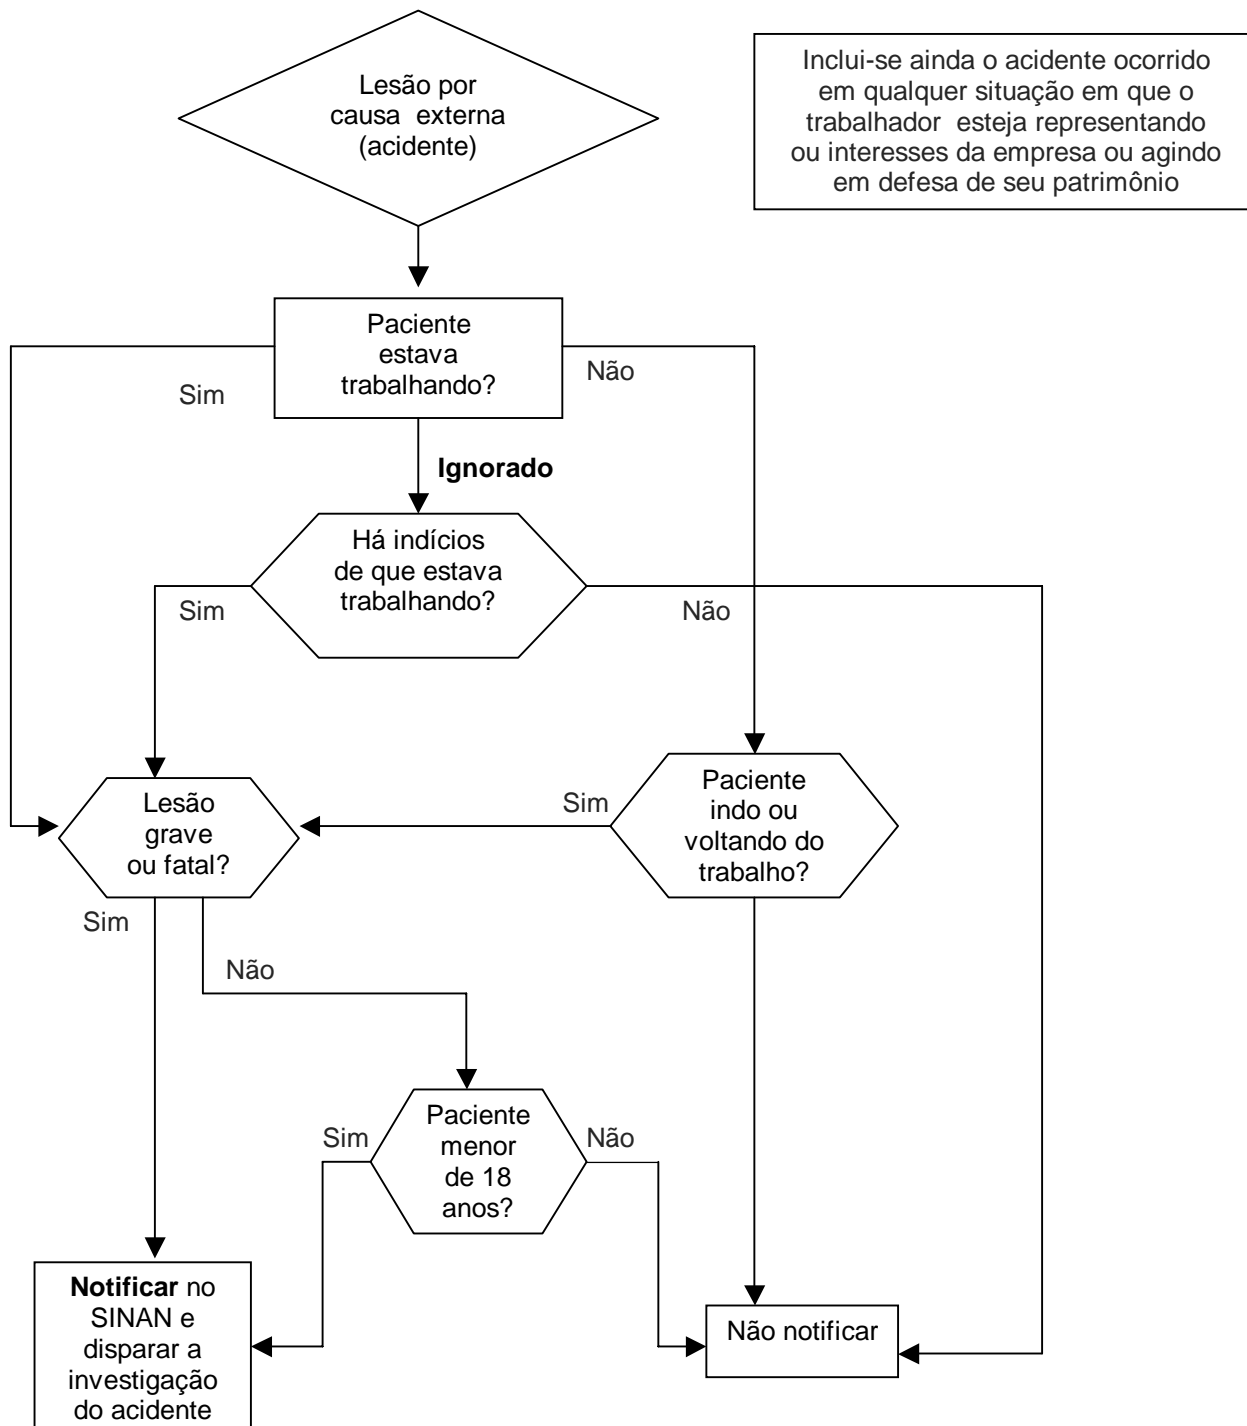 Lesão por
causa externa
(acidente)
Inclui-se ainda o acidente ocorrido
em qualquer situação em que o
trabalhador esteja representando
ou interesses da empresa ou agindo
em defesa de seu patrimônio
Paciente
estava
trabalhando?
Sim
Não
Ignorado
Há indícios
de que estava
trabalhando?
Sim
Não
Lesão
grave
ou fatal?
Sim
Paciente
indo ou
voltando do
trabalho?
Sim
Não
Paciente
menor
de 18
anos?
Sim
Não
Notificar no
SINAN e
disparar a
investigação
do acidente
Não notificar